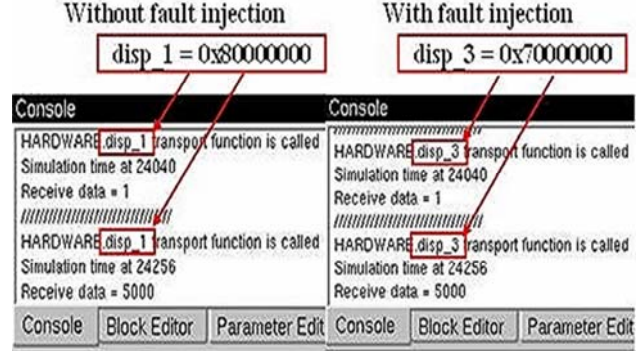 Without fault injection
disp_1 = 0x80000000
Console
HARDWARE.disp_1 transport function is called
Simulation time at 24040
Receive data = 1
////////////////////////////////
HARDWARE.disp_1 transport function is called
Simulation time at 24256
Receive data = 5000
Console Block Editor Parameter Edit
With fault injection
disp_3 = 0x70000000
Console
////////////////////////////////
HARDWARE.disp_3 transport function is called
Simulation time at 24040
Receive data = 1
////////////////////////////////
HARDWARE.disp_3 transport function is called
Simulation time at 24256
Receive data = 5000
Console Block Editor Parameter Edit